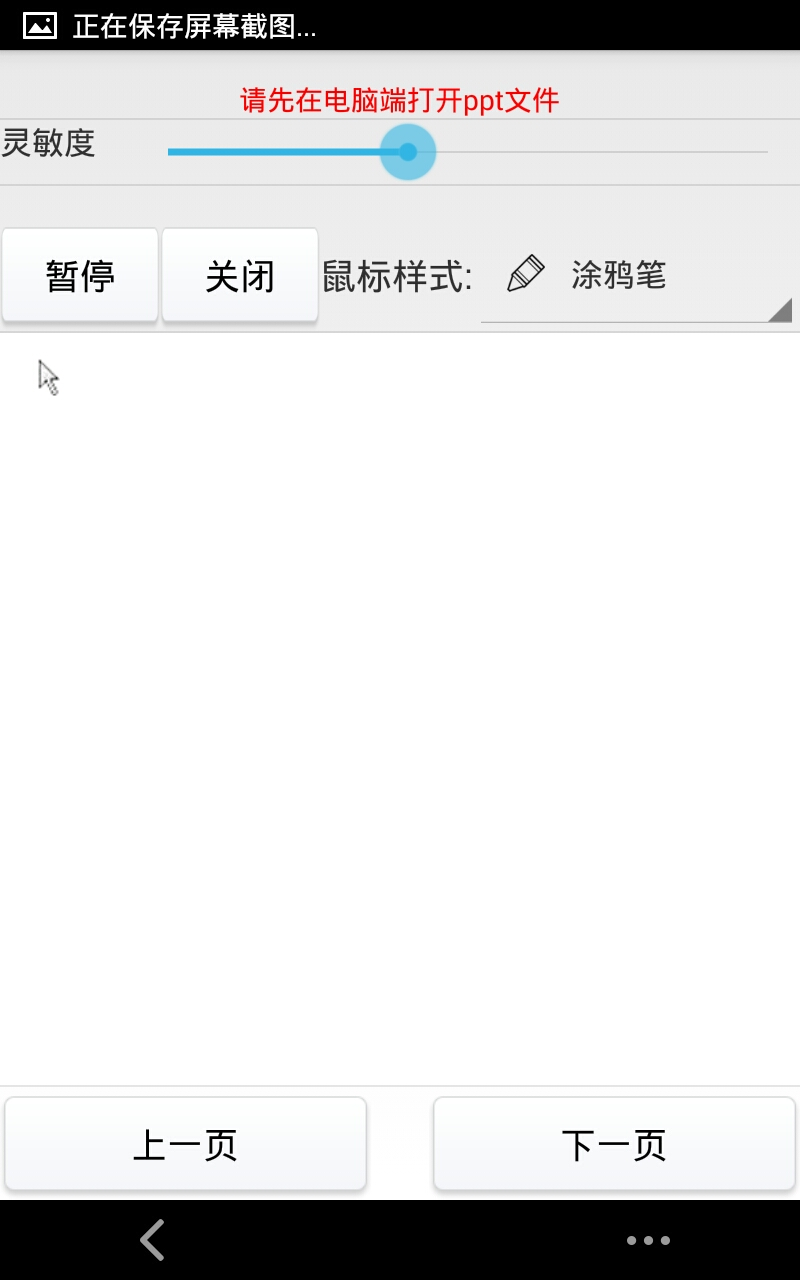 正在保存屏幕截图...
请先在电脑端打开ppt文件
灵敏度
暂停 关闭 鼠标样式: 涂鸦笔
上一页 下一页